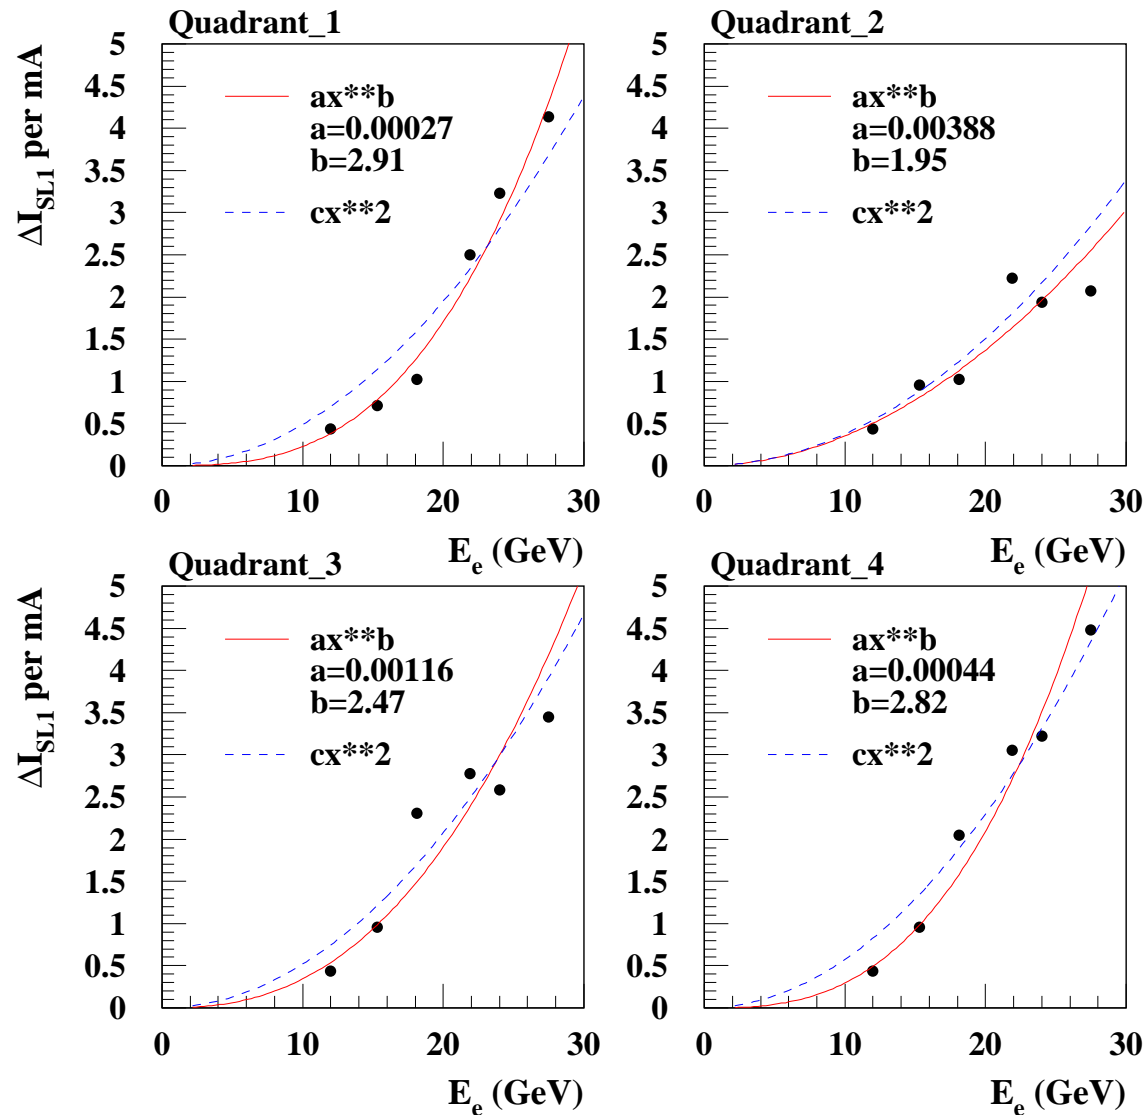 Quadrant_1
ΔI_SL1 per mA
5
4.5
4
3.5
3
2.5
2
1.5
1
0.5
0
ax**b
a=0.00027
b=2.91
cx**2
0 10 20 30
E_e (GeV)
Quadrant_2
5
4.5
4
3.5
3
2.5
2
1.5
1
0.5
0
ax**b
a=0.00388
b=1.95
cx**2
0 10 20 30
E_e (GeV)
Quadrant_3
ΔI_SL1 per mA
5
4.5
4
3.5
3
2.5
2
1.5
1
0.5
0
ax**b
a=0.00116
b=2.47
cx**2
0 10 20 30
E_e (GeV)
Quadrant_4
5
4.5
4
3.5
3
2.5
2
1.5
1
0.5
0
ax**b
a=0.00044
b=2.82
cx**2
0 10 20 30
E_e (GeV)